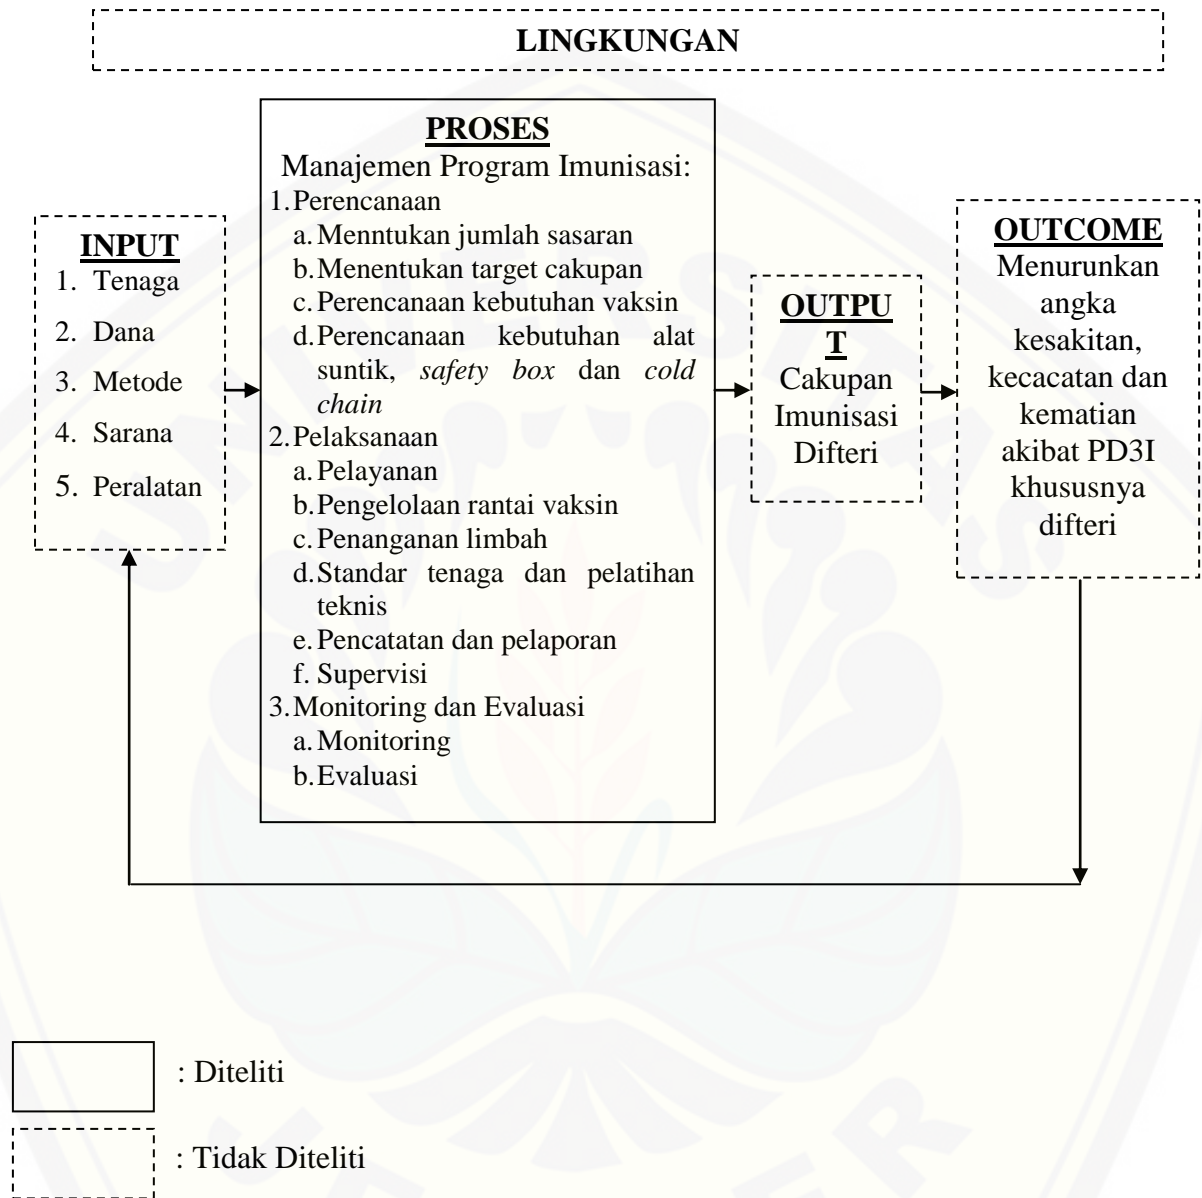 LINGKUNGAN
INPUT
1. Tenaga
2. Dana
3. Metode
4. Sarana
5. Peralatan
PROSES
Manajemen Program Imunisasi:
1.Perencanaan
a. Menntukan jumlah sasaran
b. Menentukan target cakupan
c. Perencanaan kebutuhan vaksin
d. Perencanaan kebutuhan alat
suntik, safety box dan cold
chain
2.Pelaksanaan
a. Pelayanan
b. Pengelolaan rantai vaksin
c. Penanganan limbah
d. Standar tenaga dan pelatihan
teknis
e. Pencatatan dan pelaporan
f. Supervisi
3.Monitoring dan Evaluasi
a. Monitoring
b. Evaluasi
OUTPU
T
Cakupan
Imunisasi
Difteri
OUTCOME
Menurunkan
angka
kesakitan,
kecacatan dan
kematian
akibat PD3I
khususnya
difteri
: Diteliti
: Tidak Diteliti
UNIVERSITAS
JEMBER